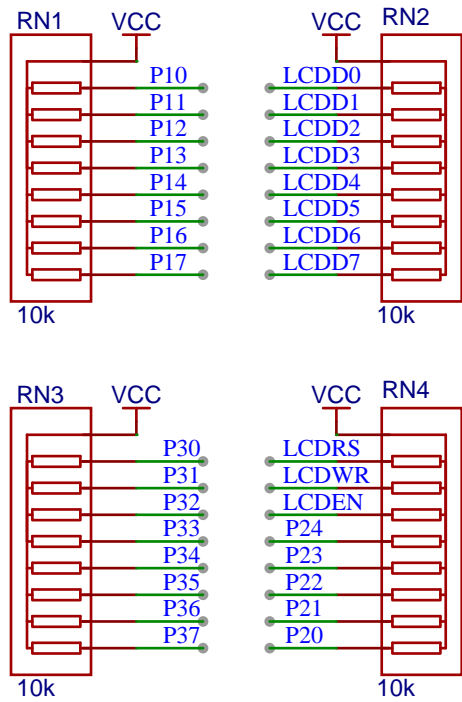 RN1 VCC
P10
P11
P12
P13
P14
P15
P16
P17
10k
VCC RN2
LCDD0
LCDD1
LCDD2
LCDD3
LCDD4
LCDD5
LCDD6
LCDD7
10k
RN3 VCC
P30
P31
P32
P33
P34
P35
P36
P37
10k
VCC RN4
LCDRS
LCDWR
LCDEN
P24
P23
P22
P21
P20
10k